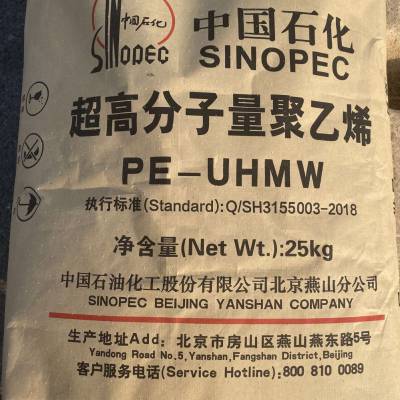 中国石化
SINOPEC
中国石化
SINOPEC
超高分子量聚乙烯
PE-UHMW
执行标准(Standard):Q/SH3155003-2018
净含量(Net Wt.):25kg
中国石油化工股份有限公司北京燕山分公司
SINOPEC BEIJING YANSHAN COMPANY
生产地址Add: 北京市房山区燕山燕东路5号
Yandong Road No.5,Yanshan,Fangshan District,Beijing
客户服务电话(Service Hotline):800 810 0089